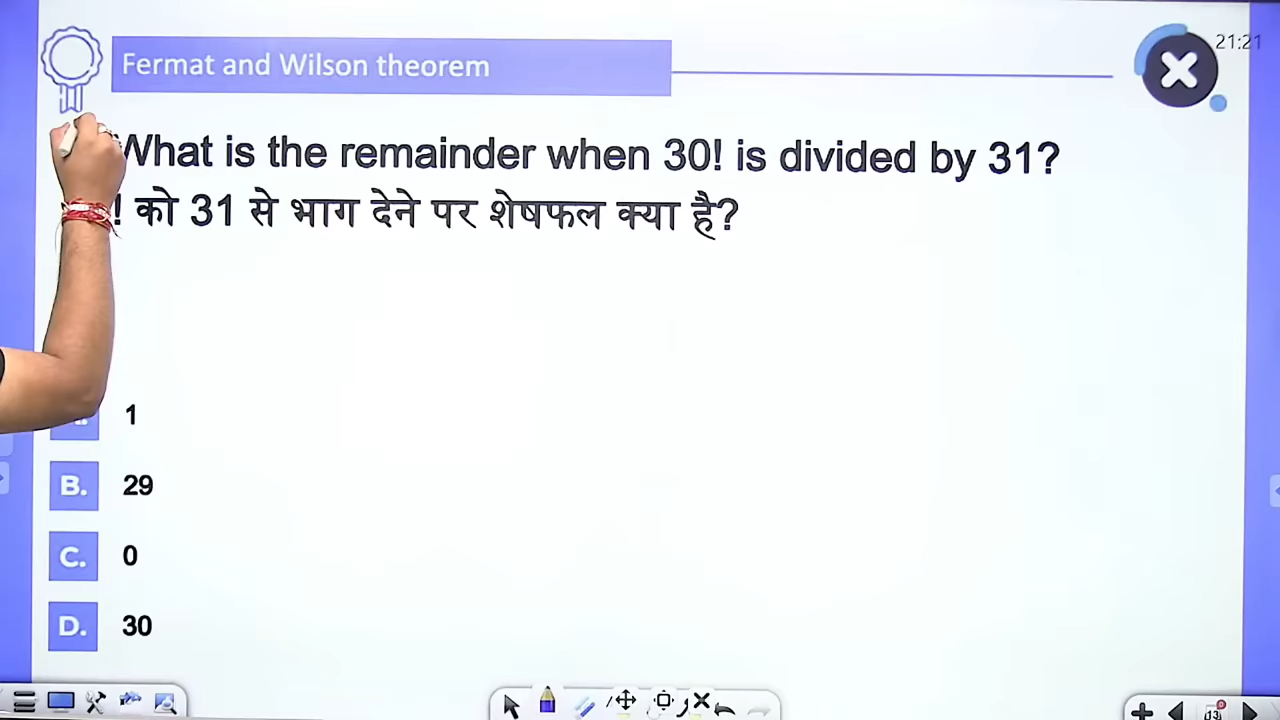 Fermat and Wilson theorem
21:21
What is the remainder when 30! is divided by 31?
! को 31 से भाग देने पर शेषफल क्या है?
1
B. 29
C. 0
D. 30
13